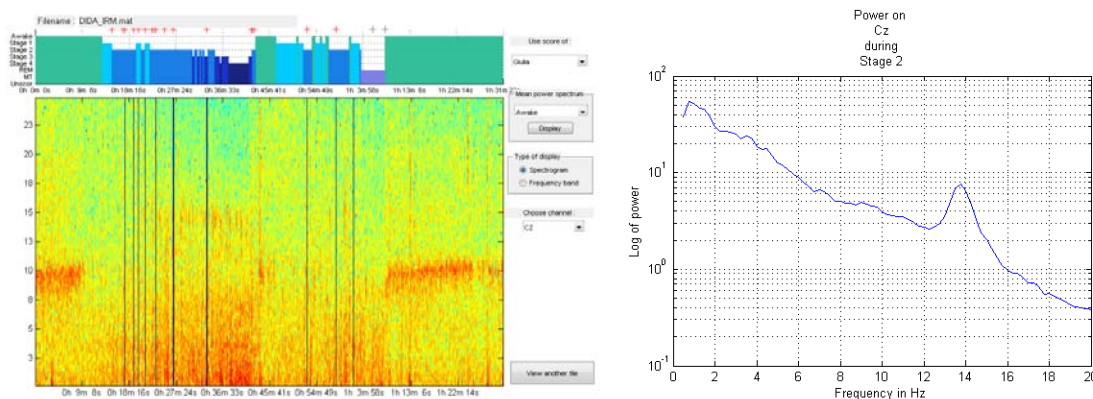 Filename : DIDA_IRM.mat
Awake
Stage 1
Stage 2
Stage 3
Stage 4
REM
MT
Unscor
0h 0m 0s 0h 9m 8s 0h 18m 16s 0h 27m 24s 0h 36m 33s 0h 45m 41s 0h 54m 49s 1h 3m 58s 1h 13m 6s 1h 22m 14s 1h 31m
23
20
18
15
13
10
8
5
3
0h 9m 8s 0h 18m 16s 0h 27m 24s 0h 36m 33s 0h 45m 41s 0h 54m 49s 1h 3m 58s 1h 13m 6s 1h 22m 14s
Use score of :
Giulia
Mean power spectrum
Awake
Display
Type of display
Spectrogram
Frequency band
Choose channel :
CZ
View another file
Power on
Cz
during
Stage 2
Log of power
10^2
10^1
10^0
10^-1
0 2 4 6 8 10 12 14 16 18 20
Frequency in Hz